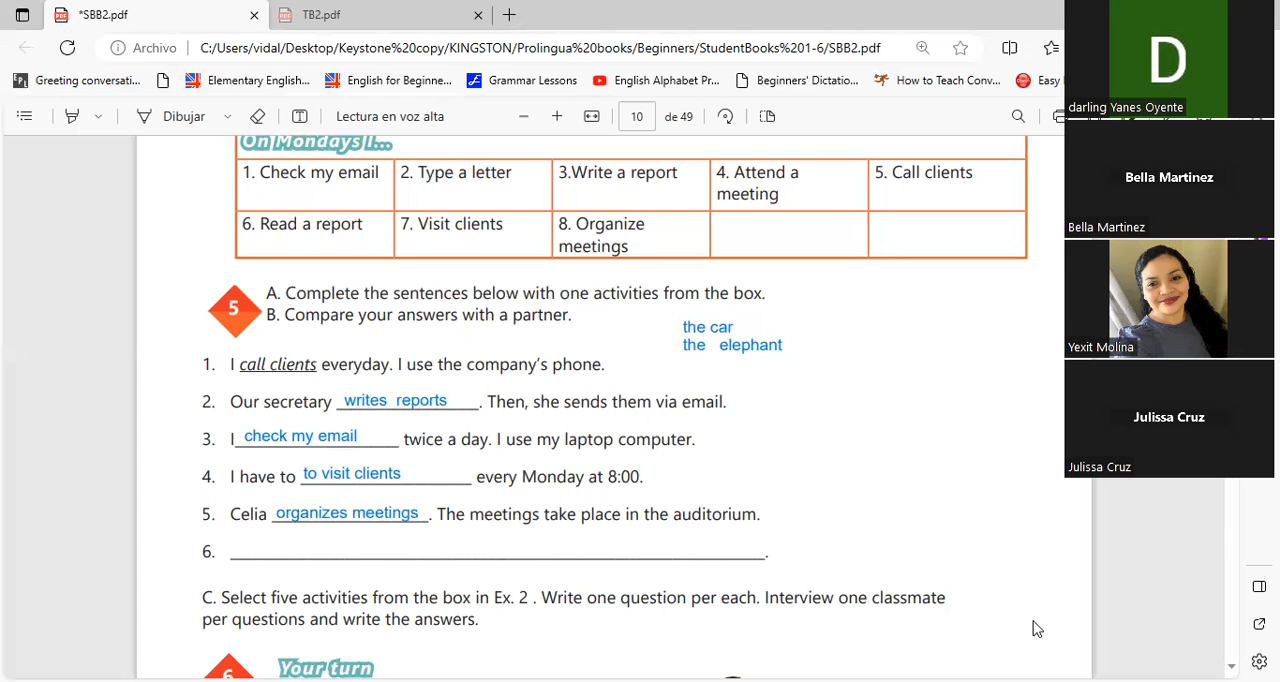 *SBB2.pdf
TB2.pdf
Archivo
C:/Users/vidal/Desktop/Keystone%20copy/KINGSTON/Prolingua%20books/Beginners/StudentBooks%201-6/SBB2.pdf
Greeting conversati...
Elementary English...
English for Beginne...
Grammar Lessons
English Alphabet Pr...
Beginners' Dictatio...
How to Teach Conv...
Easy
Dibujar
Lectura en voz alta
10 de 49
On Mondays I...
1. Check my email
2. Type a letter
3.Write a report
4. Attend a
meeting
5. Call clients
6. Read a report
7. Visit clients
8. Organize
meetings
5
A. Complete the sentences below with one activities from the box.
B. Compare your answers with a partner.
the car
the elephant
1. I call clients everyday. I use the company's phone.
2. Our secretary writes reports. Then, she sends them via email.
3. I check my email twice a day. I use my laptop computer.
4. I have to to visit clients every Monday at 8:00.
5. Celia organizes meetings. The meetings take place in the auditorium.
6. ______.
C. Select five activities from the box in Ex. 2 . Write one question per each. Interview one classmate
per questions and write the answers.
6
Your turn
D
darling Yanes Oyente
Bella Martinez
Bella Martinez
Yexit Molina
Julissa Cruz
Julissa Cruz